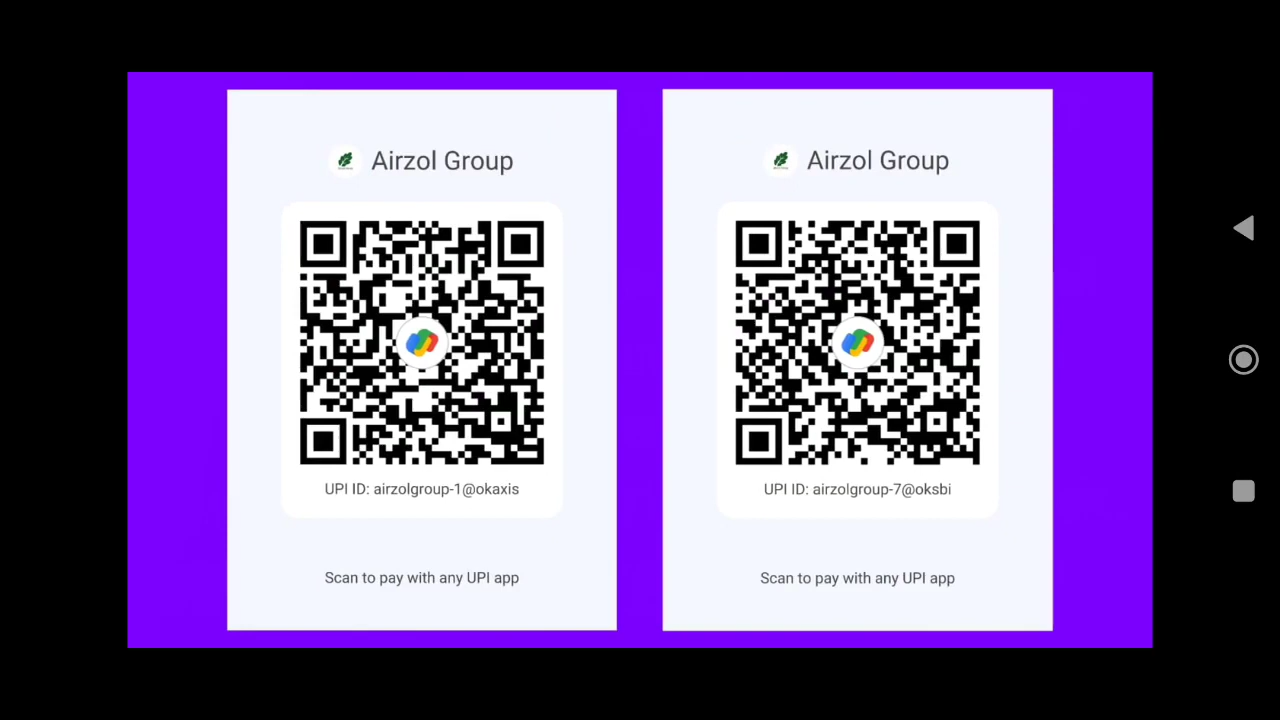 Airzol Group
UPI ID: airzolgroup-1@okaxis
Scan to pay with any UPI app
Airzol Group
UPI ID: airzolgroup-7@oksbi
Scan to pay with any UPI app